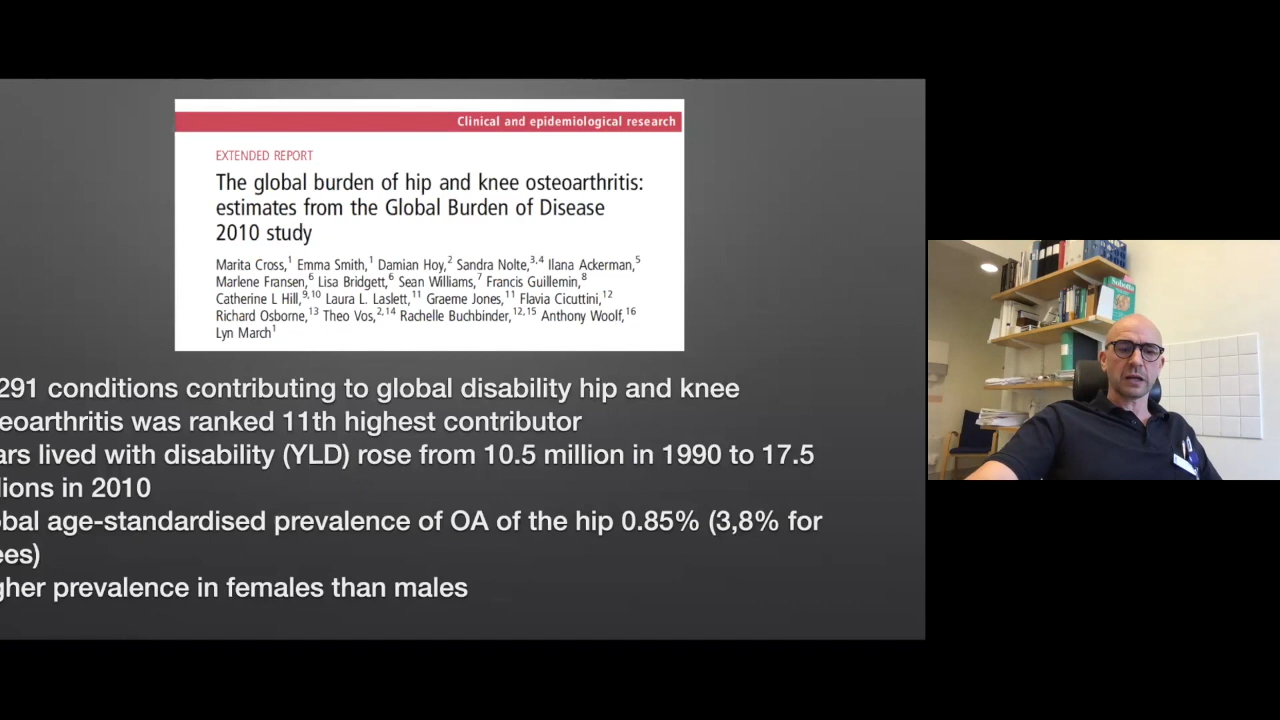 Clinical and epidemiological research
EXTENDED REPORT
The global burden of hip and knee osteoarthritis:
estimates from the Global Burden of Disease
2010 study
Marita Cross,¹ Emma Smith,¹ Damian Hoy,² Sandra Nolte,³,⁴ Ilana Ackerman,⁵
Marlene Fransen,⁶ Lisa Bridgett,⁶ Sean Williams,⁷ Francis Guillemin,⁸
Catherine L Hill,⁹,¹⁰ Laura L. Laslett,¹¹ Graeme Jones,¹¹ Flavia Cicuttini,¹²
Richard Osborne,¹³ Theo Vos,²,¹⁴ Rachelle Buchbinder,¹²,¹⁵ Anthony Woolf,¹⁶
Lyn March¹
291 conditions contributing to global disability hip and knee
eoarthritis was ranked 11th highest contributor
ars lived with disability (YLD) rose from 10.5 million in 1990 to 17.5
lions in 2010
bal age-standardised prevalence of OA of the hip 0.85% (3,8% for
ees)
gher prevalence in females than males
Sobotta